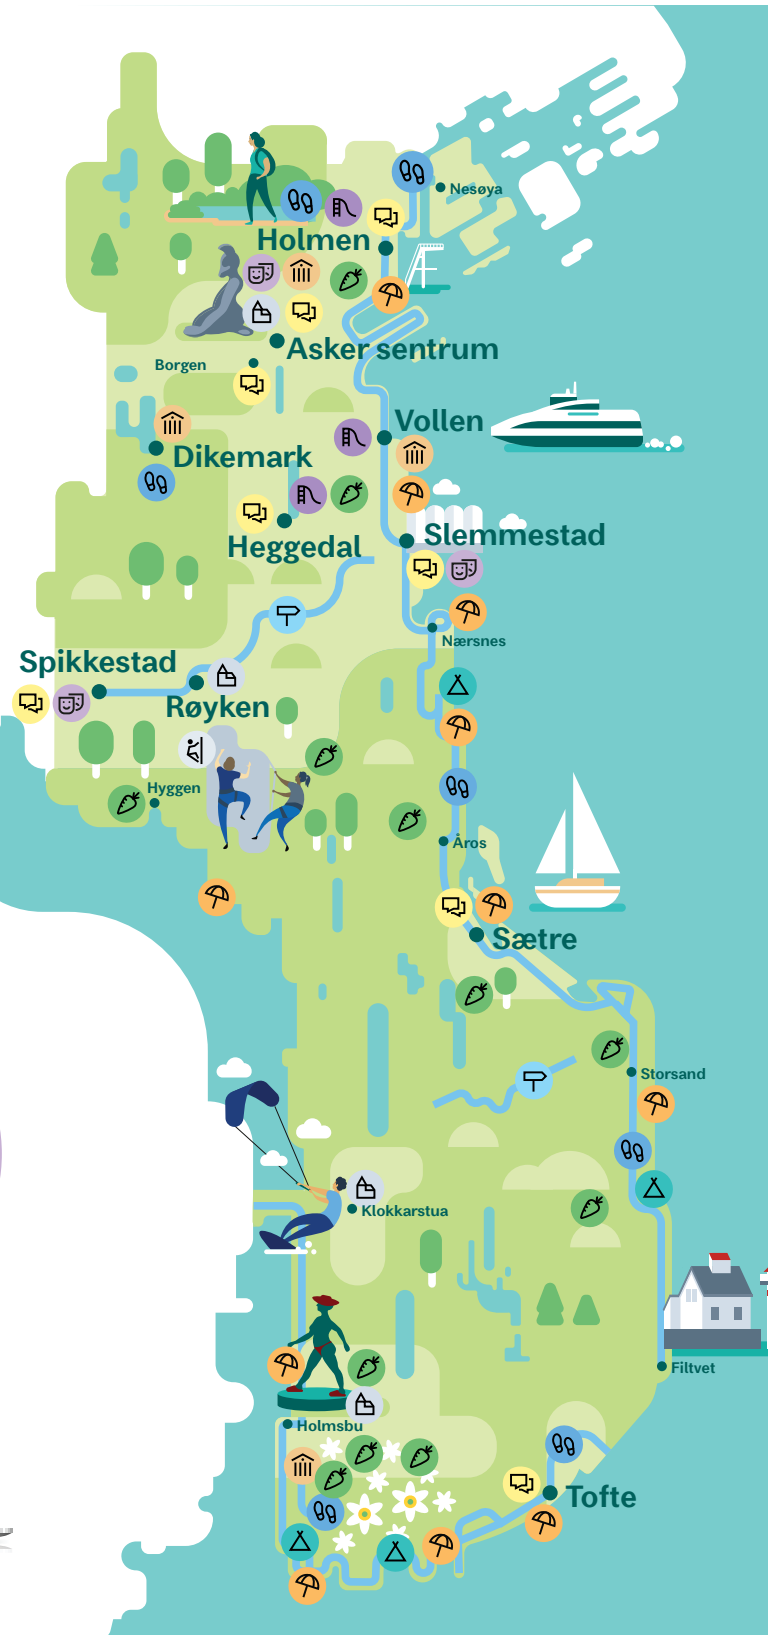 Nesøya
Holmen
Asker sentrum
Borgen
Vollen
Dikemark
Slemmestad
Heggedal
Nærsnes
Spikkestad
Røyken
Hyggen
Åros
Sætre
Storsand
Klokkarstua
Filtvet
Holmsbu
Tofte